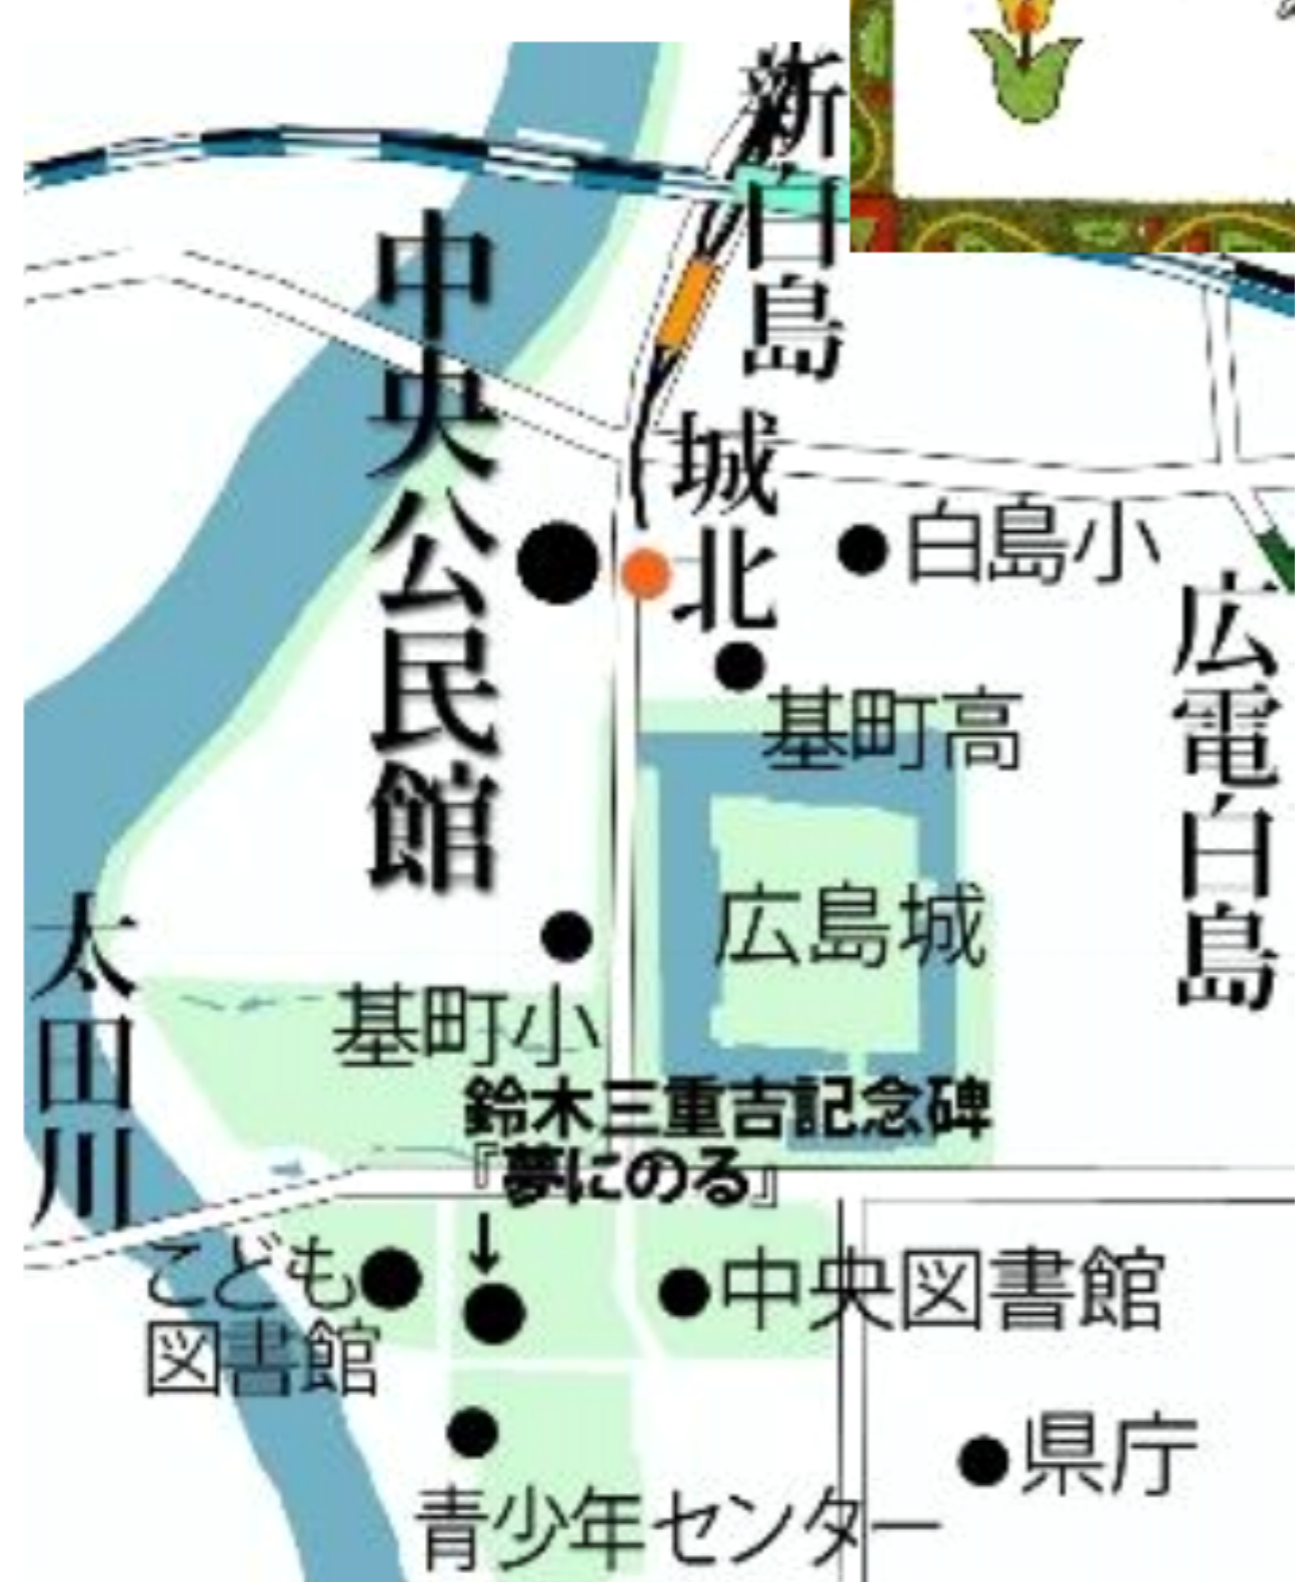 新白島
中央公民館
城北
白島小
広電白島
基町高
広島城
太田川
基町小
鈴木三重吉記念碑
『夢にのる』
↓
こども
図書館
中央図書館
県庁
青少年センター